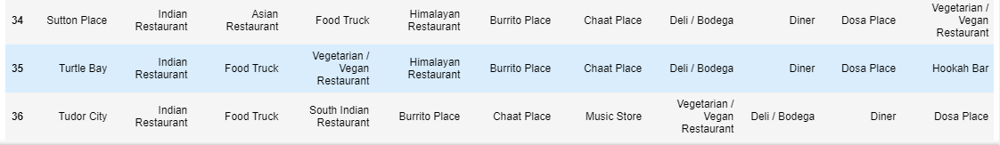 34 Sutton Place Indian Restaurant Asian Restaurant Food Truck Himalayan Restaurant Burrito Place Chaat Place Deli / Bodega Diner Dosa Place Vegetarian / Vegan Restaurant
35 Turtle Bay Indian Restaurant Food Truck Vegetarian / Vegan Restaurant Himalayan Restaurant Burrito Place Chaat Place Deli / Bodega Diner Dosa Place Hookah Bar
36 Tudor City Indian Restaurant Food Truck South Indian Restaurant Burrito Place Chaat Place Music Store Vegetarian / Vegan Restaurant Deli / Bodega Diner Dosa Place